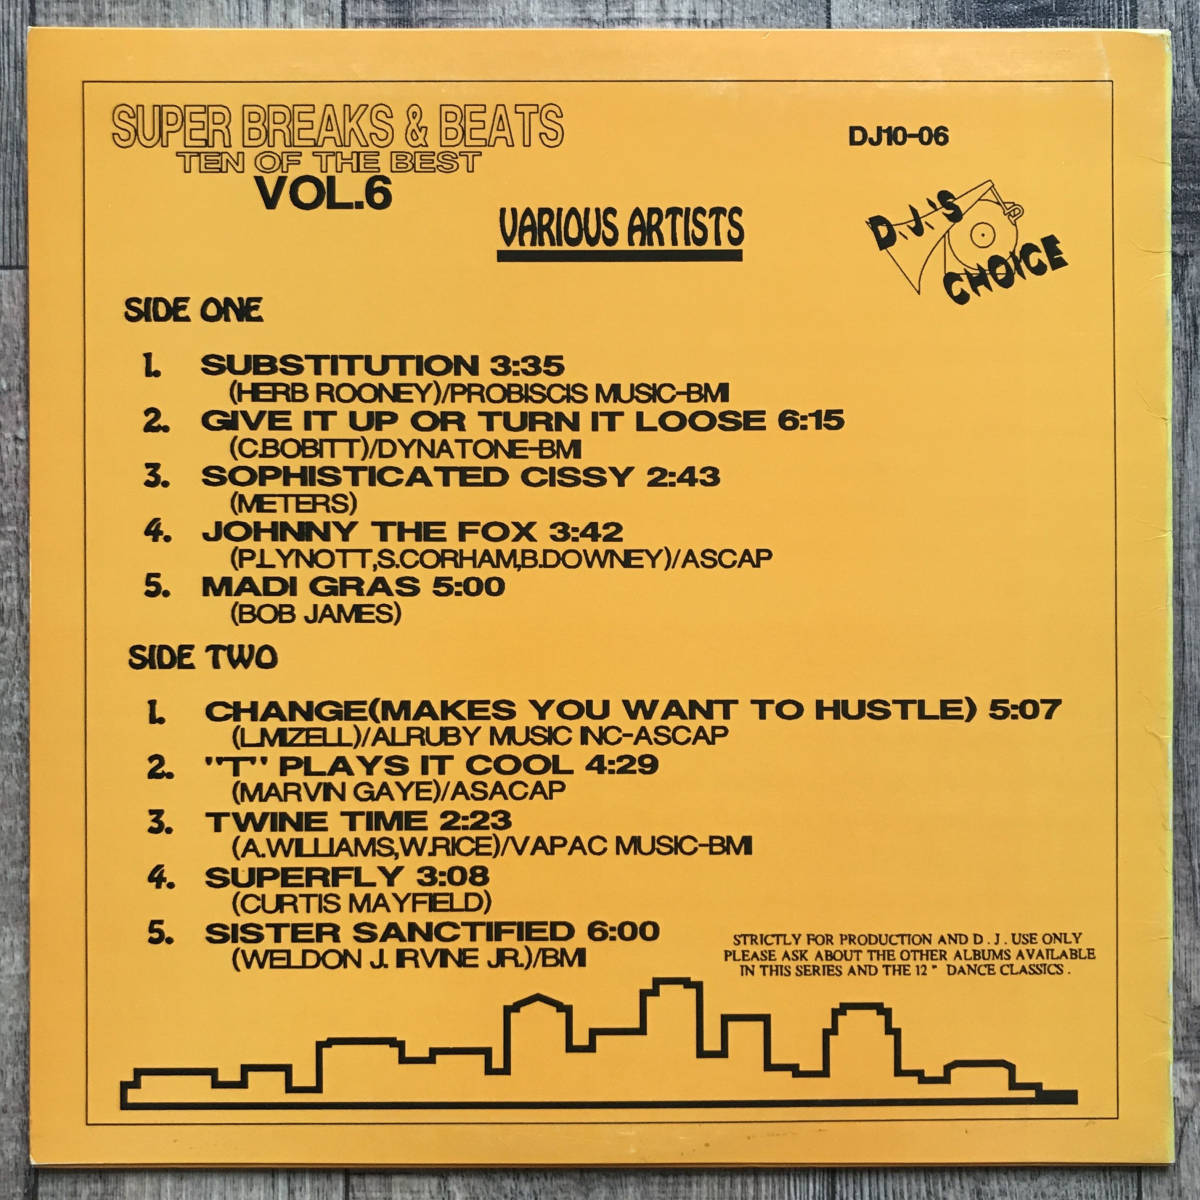 SUPER BREAKS & BEATS
TEN OF THE BEST
VOL.6
DJ10-06
VARIOUS ARTISTS
D.J.'S
CHOICE
SIDE ONE
1. SUBSTITUTION 3:35
(HERB ROONEY)/PROBISCIS MUSIC-BMI
2. GIVE IT UP OR TURN IT LOOSE 6:15
(C.BOBITT)/DYNATONE-BMI
3. SOPHISTICATED CISSY 2:43
(METERS)
4. JOHNNY THE FOX 3:42
(P.LYNOTT,S.CORHAM,B.DOWNEY)/ASCAP
5. MADI GRAS 5:00
(BOB JAMES)
SIDE TWO
1. CHANGE(MAKES YOU WANT TO HUSTLE) 5:07
(L.MIZELL)/ALRUBY MUSIC INC-ASCAP
2. "T" PLAYS IT COOL 4:29
(MARVIN GAYE)/ASACAP
3. TWINE TIME 2:23
(A.WILLIAMS,W.RICE)/VAPAC MUSIC-BMI
4. SUPERFLY 3:08
(CURTIS MAYFIELD)
5. SISTER SANCTIFIED 6:00
(WELDON J. IRVINE JR.)/BMI
STRICTLY FOR PRODUCTION AND D.J. USE ONLY
PLEASE ASK ABOUT THE OTHER ALBUMS AVAILABLE
IN THIS SERIES AND THE 12" DANCE CLASSICS.